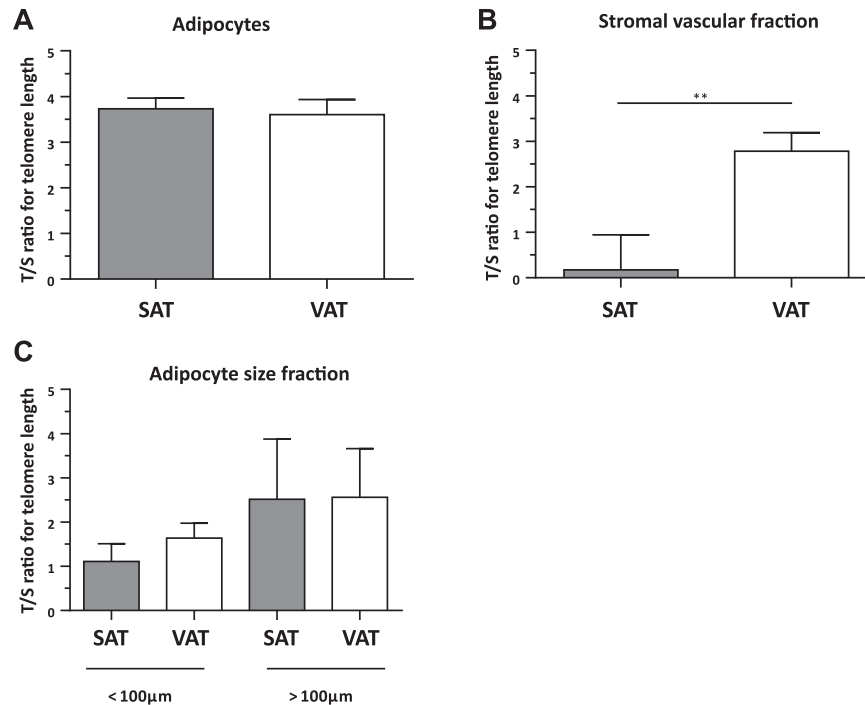 A
Adipocytes
T/S ratio for telomere length
5
4
3
2
1
0
SAT VAT
B
Stromal vascular fraction
T/S ratio for telomere length
5
4
3
2
1
0
**
SAT VAT
C
Adipocyte size fraction
T/S ratio for telomere length
5
4
3
2
1
0
SAT VAT SAT VAT
< 100µm > 100µm